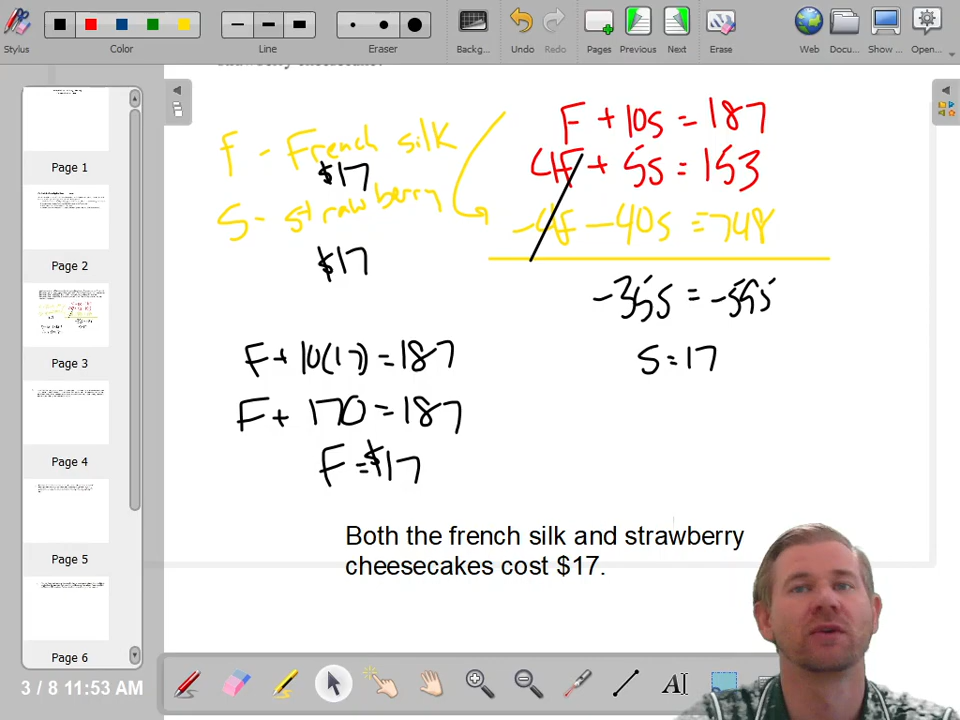 Stylus
Color
Line
Eraser
Backg...
Undo
Redo
Pages
Previous
Next
Erase
Web
Docu...
Show ...
Open...
strawberry cheesecake?
F - French silk
$17
S - strawberry
$17
F + 10s = 187
4F + 5s = 153
-4F - 40s = 748
-35s = -595
S = 17
F + 10(17) = 187
F + 170 = 187
F = $17
Both the french silk and strawberry
cheesecakes cost $17.
Page 1
Page 2
Page 3
Page 4
Page 5
Page 6
3 / 8 11:53 AM
AI